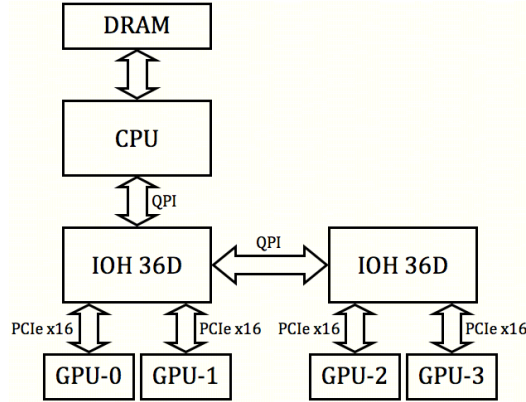 DRAM
CPU
QPI
QPI
IOH 36D
IOH 36D
PCIe x16
PCIe x16
PCIe x16
PCIe x16
GPU-0
GPU-1
GPU-2
GPU-3